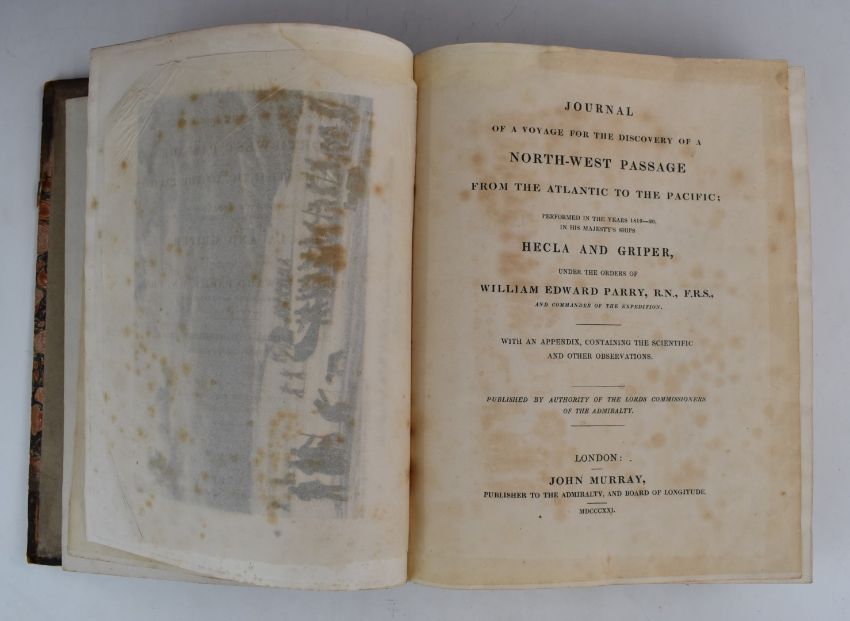 JOURNAL
OF A VOYAGE FOR THE DISCOVERY OF A
NORTH-WEST PASSAGE
FROM THE ATLANTIC TO THE PACIFIC;
PERFORMED IN THE YEARS 1819—20,
IN HIS MAJESTY'S SHIPS
HECLA AND GRIPER,
UNDER THE ORDERS OF
WILLIAM EDWARD PARRY, R.N., F.R.S.,
AND COMMANDER OF THE EXPEDITION.
WITH AN APPENDIX, CONTAINING THE SCIENTIFIC
AND OTHER OBSERVATIONS.
PUBLISHED BY AUTHORITY OF THE LORDS COMMISSIONERS
OF THE ADMIRALTY.
LONDON:
JOHN MURRAY,
PUBLISHER TO THE ADMIRALTY, AND BOARD OF LONGITUDE.
MDCCCXXI.